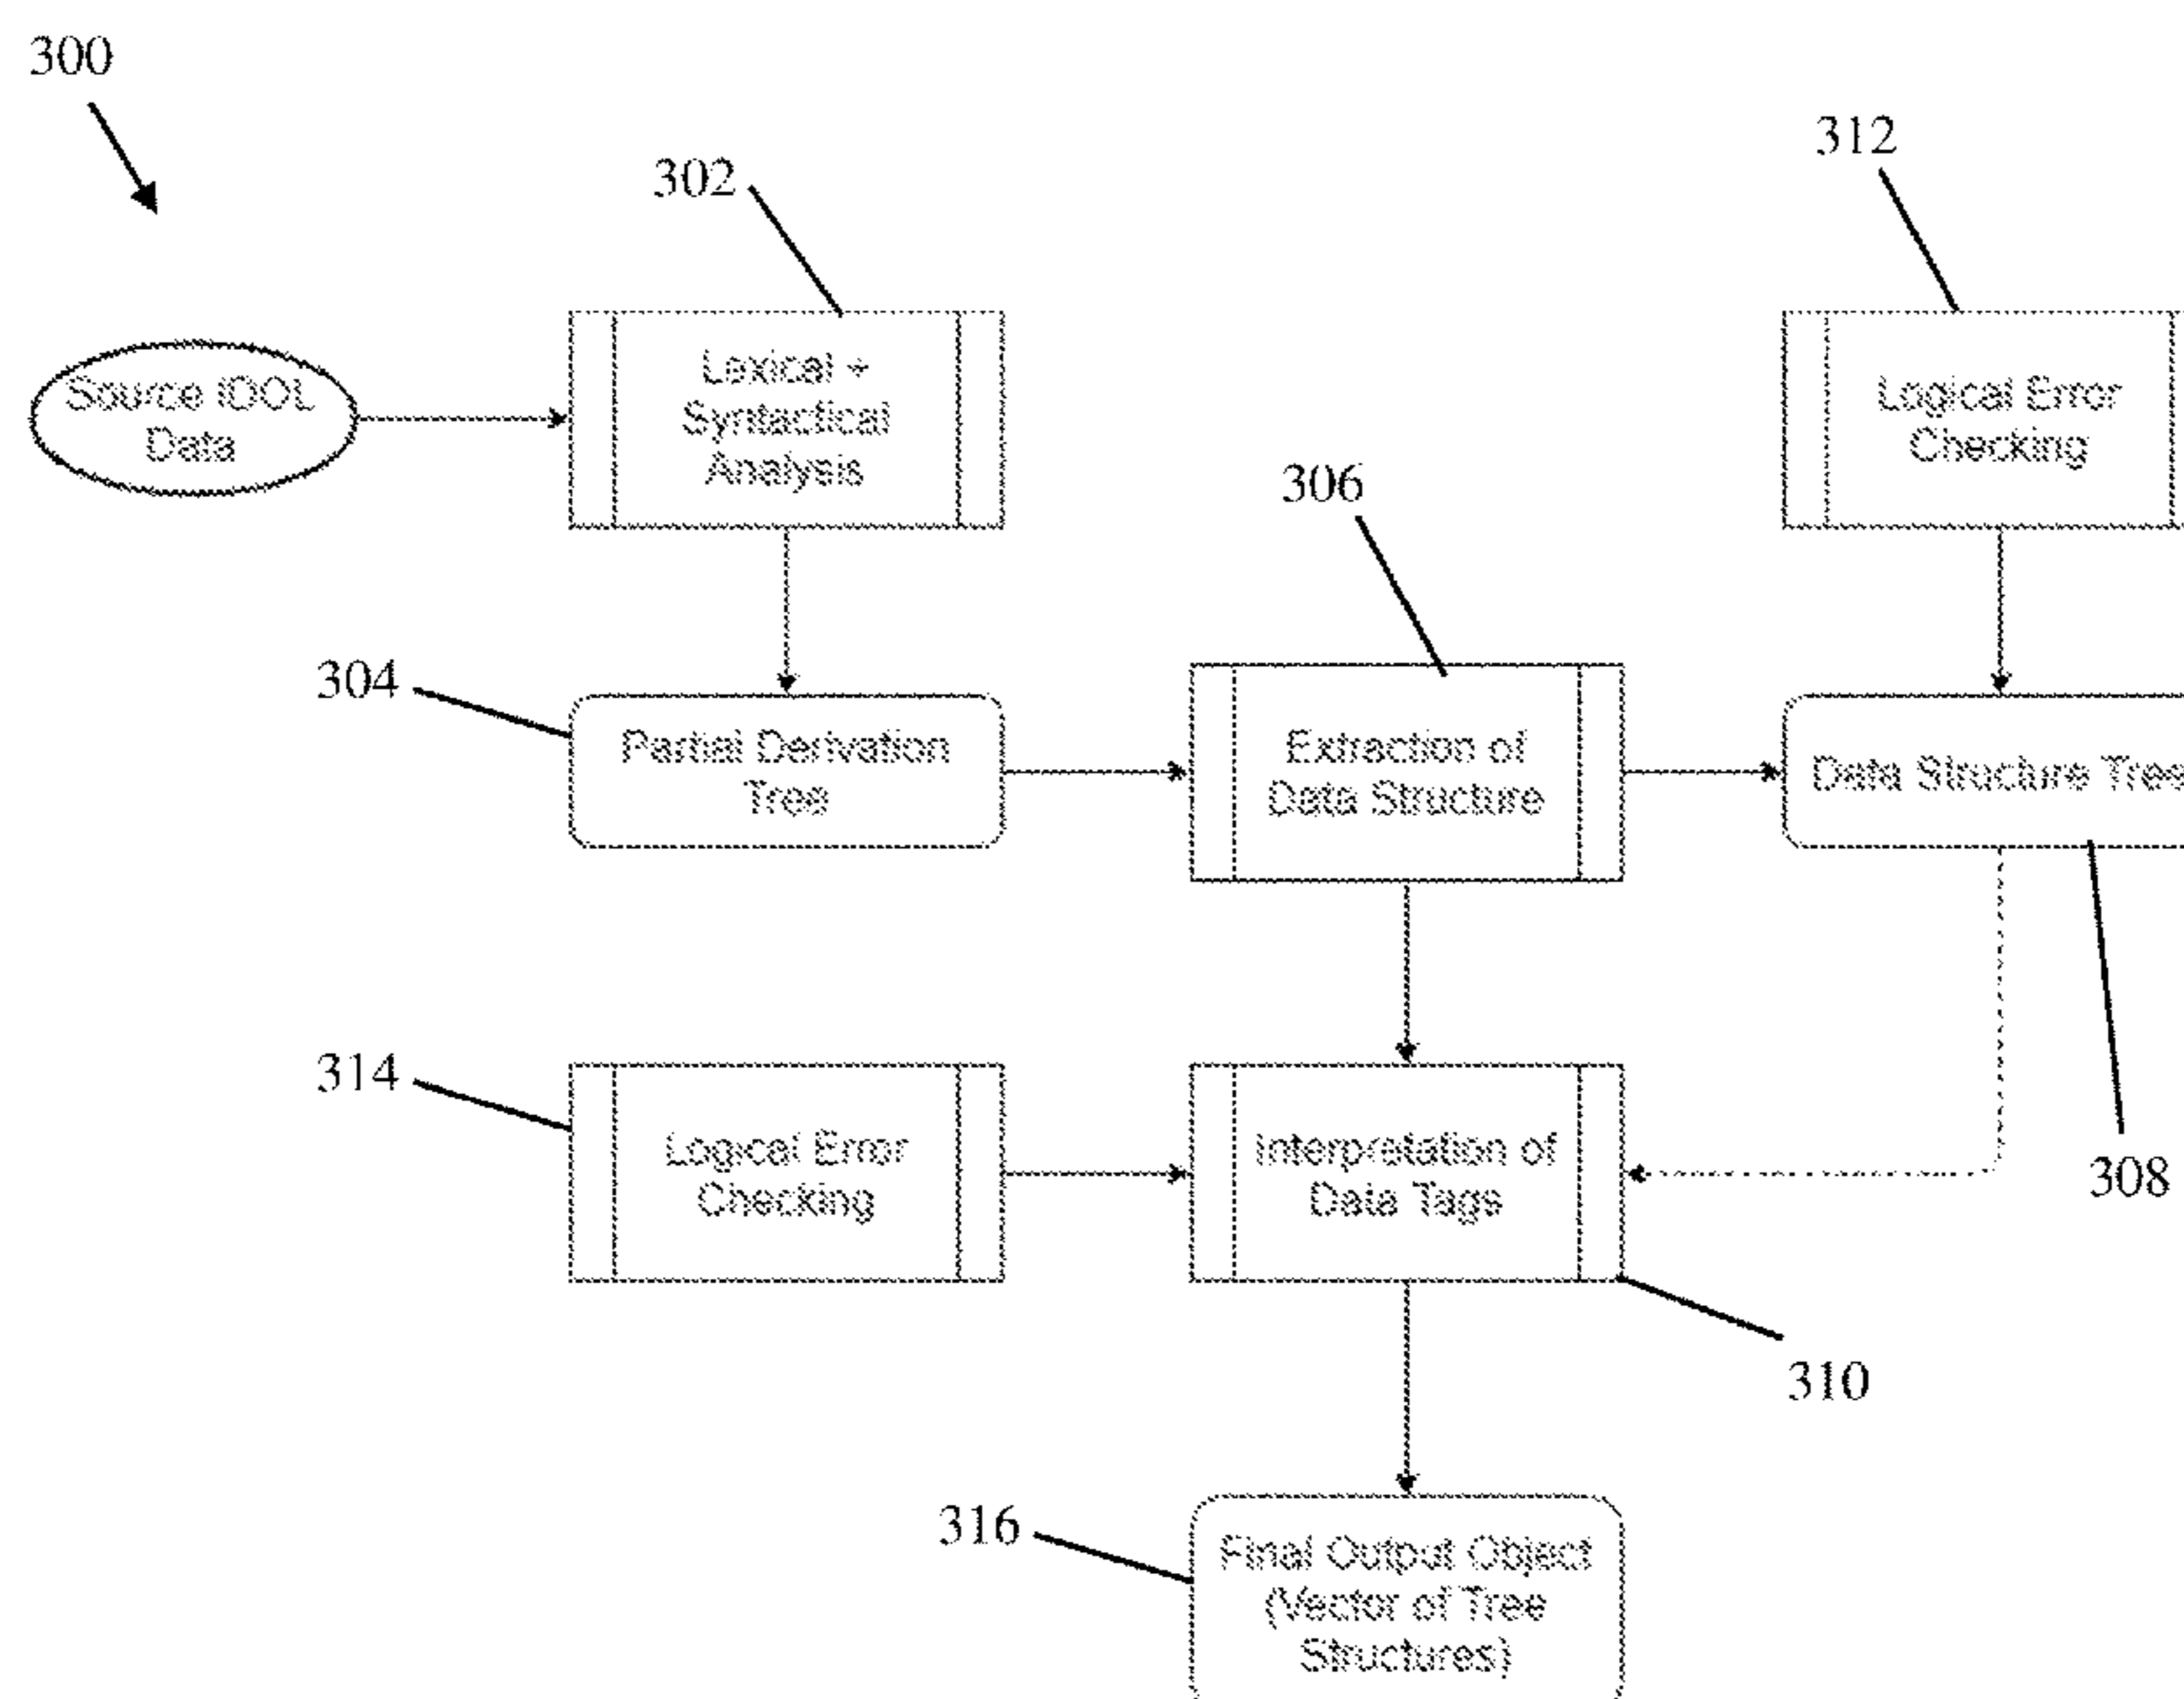 300
312
302
Lexical +
Syntactical
Analysis
Source IDOL
Data
Logical Error
Checking
306
304
Partial Derivation
Tree
Extraction of
Data Structure
Data Structure Tree
314
Logical Error
Checking
Interpretation of
Data Tags
308
310
316
Final Output Object
(Vector of Tree
Structures)